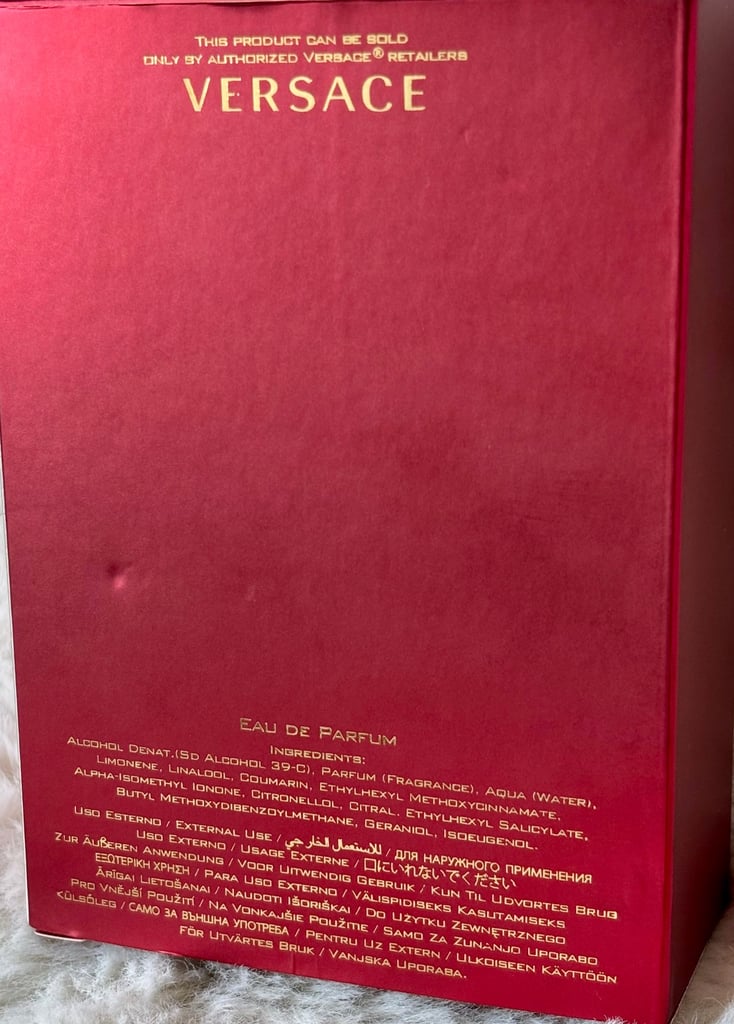 THIS PRODUCT CAN BE SOLD
ONLY BY AUTHORIZED VERSACE® RETAILERS
VERSACE
EAU DE PARFUM
INGREDIENTS:
ALCOHOL DENAT.(SD ALCOHOL 39-C), PARFUM (FRAGRANCE), AQUA (WATER),
LIMONENE, LINALOOL, COUMARIN, ETHYLHEXYL METHOXYCINNAMATE,
ALPHA-ISOMETHYL IONONE, CITRONELLOL, CITRAL, ETHYLHEXYL SALICYLATE,
BUTYL METHOXYDIBENZOYLMETHANE, GERANIOL, ISOEUGENOL.
USO ESTERNO / EXTERNAL USE / للاستعمال الخارجي / ДЛЯ НАРУЖНОГО ПРИМЕНЕНИЯ
USO EXTERNO / USAGE EXTERNE / 口にいれないでください
ZUR ÄUßEREN ANWENDUNG / VOOR UITWENDIG GEBRUIK / KUN TIL UDVORTES BRUG
ΕΞΩΤΕΡΙΚΗ ΧΡΗΣΗ / PARA USO EXTERNO / VÄLISPIDISEKS KASUTAMISEKS
ĀRĪGAI LIETOŠANAI / NAUDOTI IŠORIŠKAI / DO UŻYTKU ZEWNĘTRZNEGO
PRO VNĚJŠÍ POUŽITÍ / NA VONKAJŠIE POUŽITIE / SAMO ZA ZUNANJO UPORABO
KÜLSŐLEG / САМО ЗА ВЪНШНА УПОТРЕБА / PENTRU UZ EXTERN / ULKOISEEN KÄYTTÖÖN
FÖR UTVÄRTES BRUK / VANJSKA UPORABA.